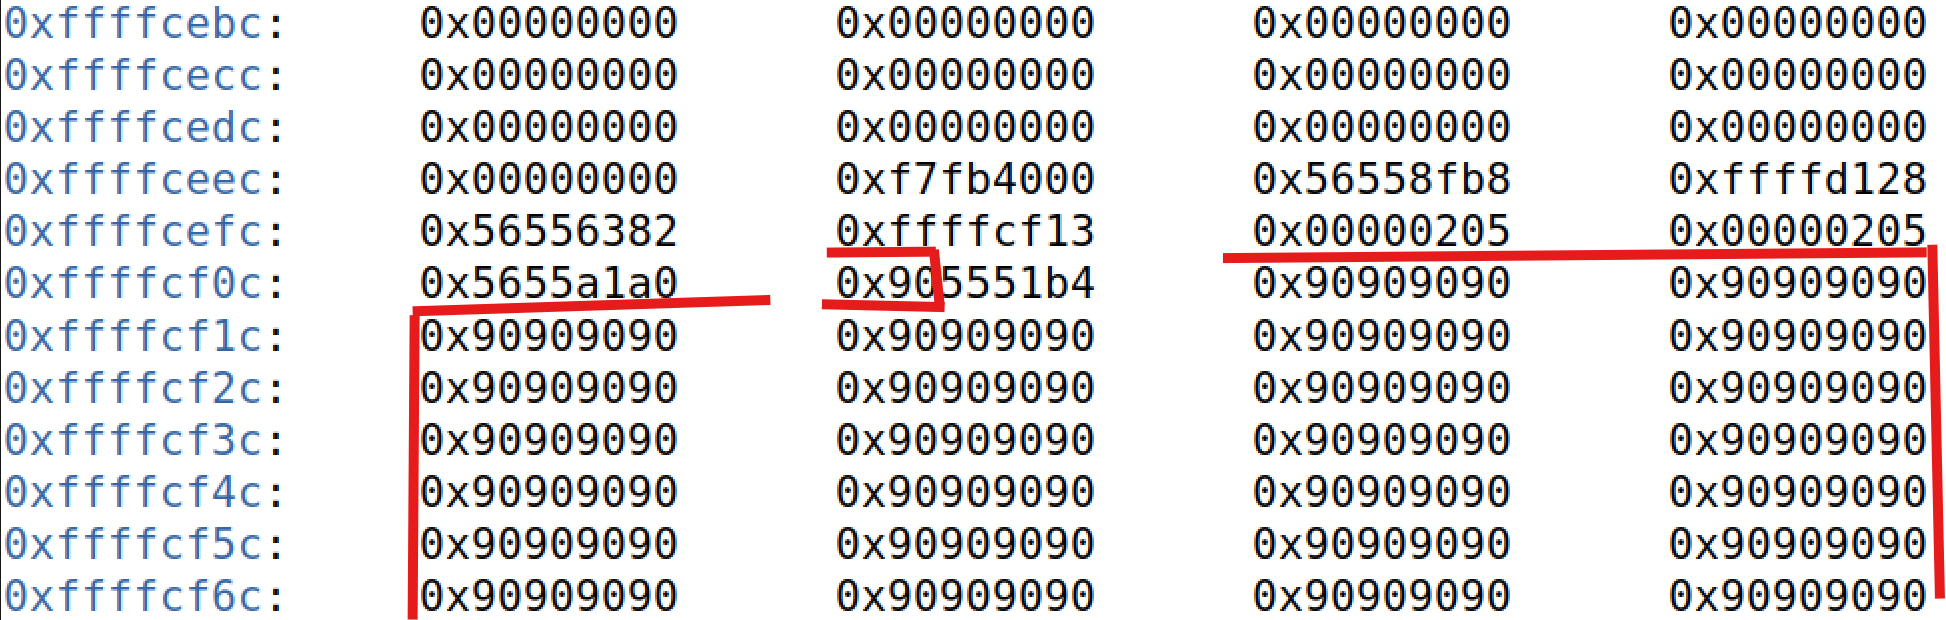 0xffffcebc: 0x00000000 0x00000000 0x00000000 0x00000000
0xffffcecc: 0x00000000 0x00000000 0x00000000 0x00000000
0xffffcedc: 0x00000000 0x00000000 0x00000000 0x00000000
0xffffceec: 0x00000000 0xf7fb4000 0x56558fb8 0xffffd128
0xffffcefc: 0x56556382 0xffffcf13 0x00000205 0x00000205
0xffffcf0c: 0x5655a1a0 0x905551b4 0x90909090 0x90909090
0xffffcf1c: 0x90909090 0x90909090 0x90909090 0x90909090
0xffffcf2c: 0x90909090 0x90909090 0x90909090 0x90909090
0xffffcf3c: 0x90909090 0x90909090 0x90909090 0x90909090
0xffffcf4c: 0x90909090 0x90909090 0x90909090 0x90909090
0xffffcf5c: 0x90909090 0x90909090 0x90909090 0x90909090
0xffffcf6c: 0x90909090 0x90909090 0x90909090 0x90909090